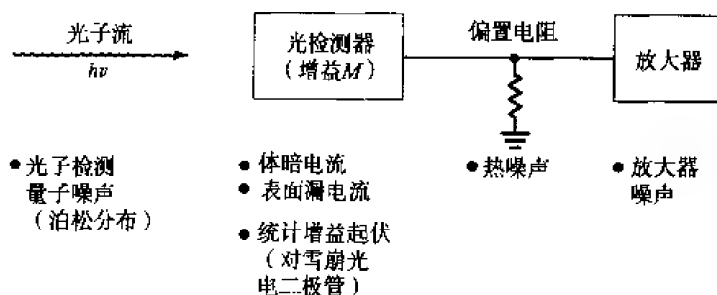 光子流
hν
光检测器
(增益M)
偏置电阻
放大器
● 光子检测
量子噪声
(泊松分布)
● 体暗电流
● 表面漏电流
● 统计增益起伏
(对雪崩光
电二极管)
● 热噪声
● 放大器
噪声